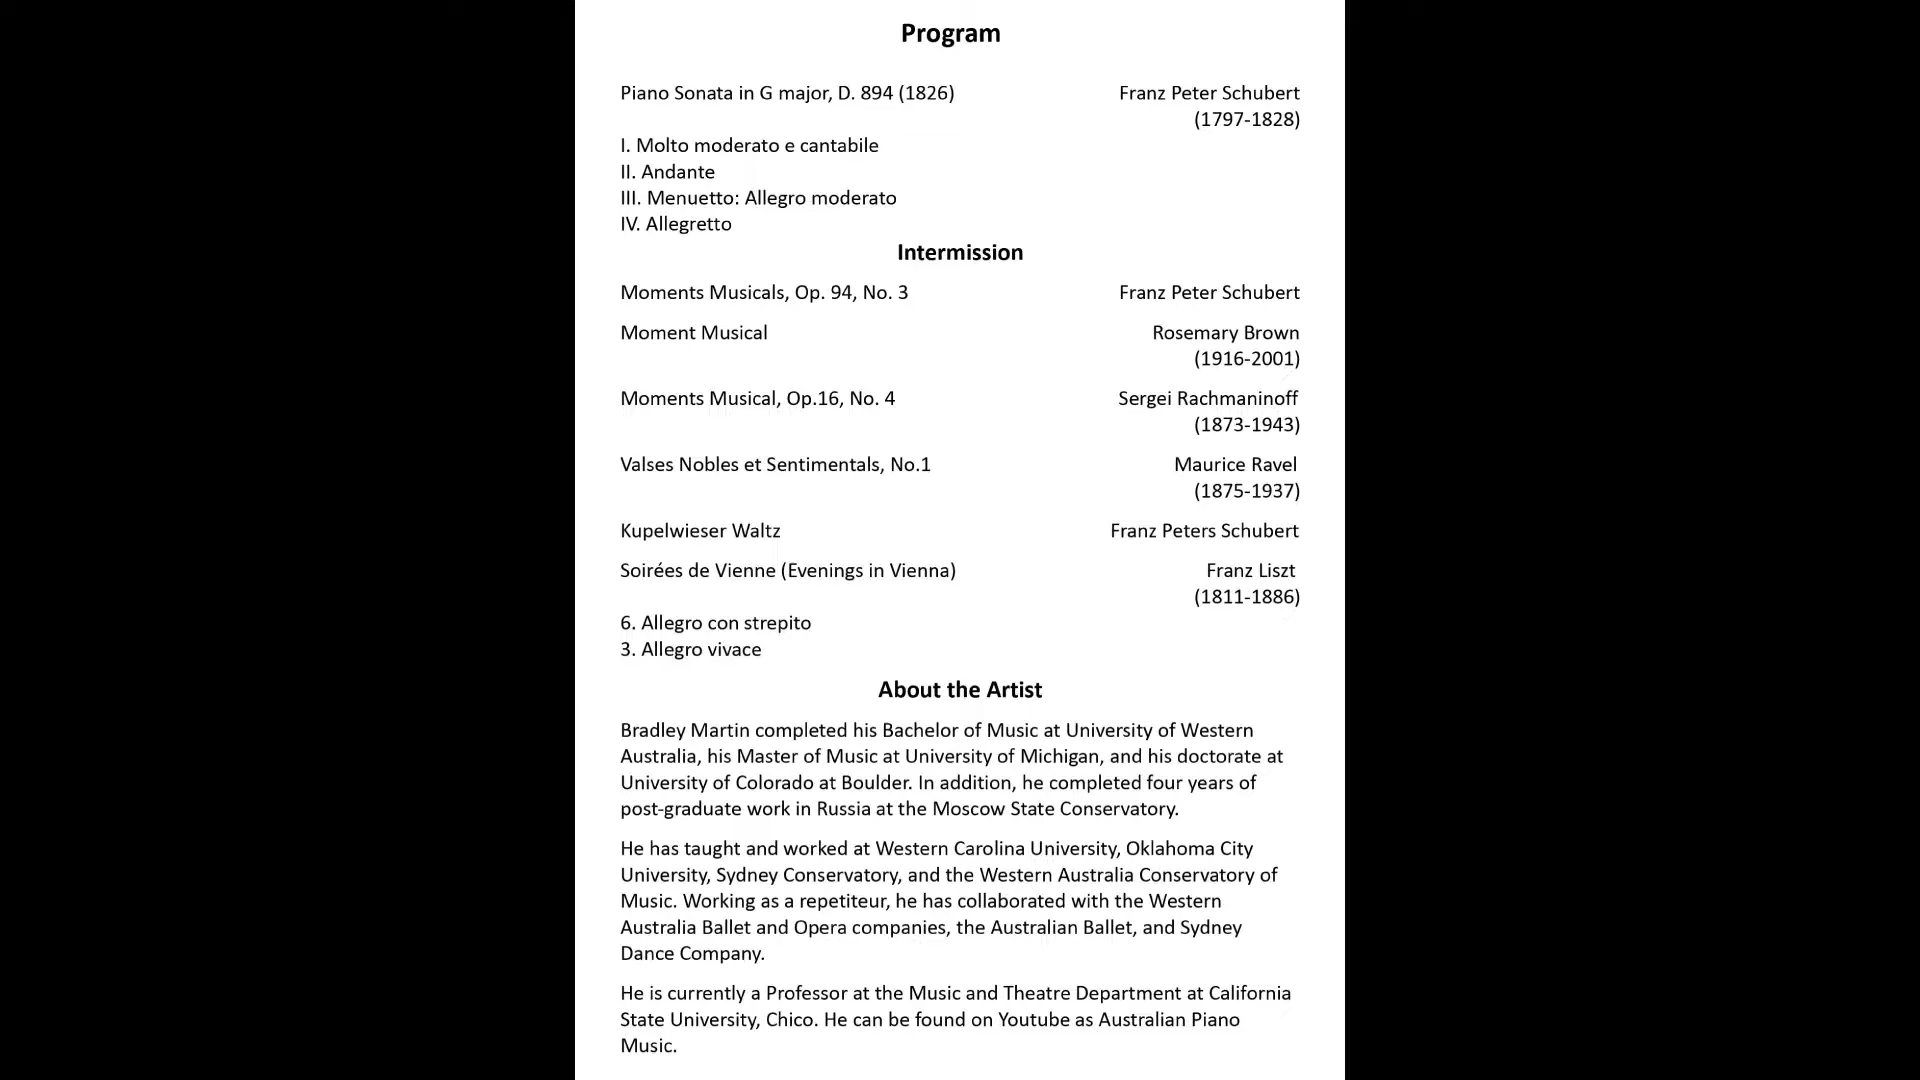 Program
Piano Sonata in G major, D. 894 (1826) Franz Peter Schubert
(1797-1828)
I. Molto moderato e cantabile
II. Andante
III. Menuetto: Allegro moderato
IV. Allegretto
Intermission
Moments Musicals, Op. 94, No. 3 Franz Peter Schubert
Moment Musical Rosemary Brown
(1916-2001)
Moments Musical, Op.16, No. 4 Sergei Rachmaninoff
(1873-1943)
Valses Nobles et Sentimentals, No.1 Maurice Ravel
(1875-1937)
Kupelwieser Waltz Franz Peters Schubert
Soirées de Vienne (Evenings in Vienna) Franz Liszt
(1811-1886)
6. Allegro con strepito
3. Allegro vivace
About the Artist
Bradley Martin completed his Bachelor of Music at University of Western
Australia, his Master of Music at University of Michigan, and his doctorate at
University of Colorado at Boulder. In addition, he completed four years of
post-graduate work in Russia at the Moscow State Conservatory.
He has taught and worked at Western Carolina University, Oklahoma City
University, Sydney Conservatory, and the Western Australia Conservatory of
Music. Working as a repetiteur, he has collaborated with the Western
Australia Ballet and Opera companies, the Australian Ballet, and Sydney
Dance Company.
He is currently a Professor at the Music and Theatre Department at California
State University, Chico. He can be found on Youtube as Australian Piano
Music.